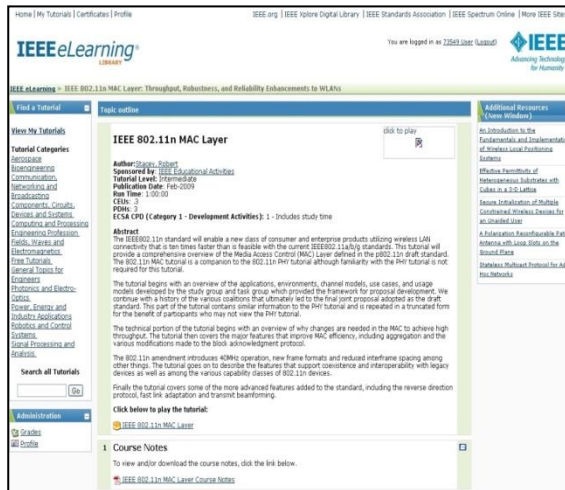 Home | My Tutorials | Certificates | Profile
IEEE.org | IEEE Xplore Digital Library | IEEE Standards Association | IEEE Spectrum Online | More IEEE Sites
IEEE eLearning
LIBRARY
You are logged in as 73549 User (Logout)
IEEE
Advancing Technology
for Humanity
IEEE eLearning > IEEE 802.11n MAC Layer: Throughput, Robustness, and Reliability Enhancements to WLANs
Find a Tutorial
View My Tutorials
Tutorial Categories
Aerospace
Bioengineering
Communication,
Networking and
Broadcasting
Components, Circuits,
Devices and Systems
Computing and Processing
Engineering Profession
Fields, Waves and
Electromagnetics
Free Tutorials
General Topics for
Engineers
Photonics and Electro-
Optics
Power, Energy and
Industry Applications
Robotics and Control
Systems
Signal Processing and
Analysis
Search all Tutorials
Go
Administration
Grades
Profile
Topic outline
click to play
IEEE 802.11n MAC Layer
Author: Stacey, Robert
Sponsored by: IEEE Educational Activities
Tutorial Level: Intermediate
Publication Date: Feb-2009
Run Time: 1:00:00
CEUs: .3
PDHs: 3
ECSA CPD (Category 1 - Development Activities): 1 - Includes study time
Abstract
The IEEE802.11n standard will enable a new class of consumer and enterprise products utilizing wireless LAN
connectivity that is ten times faster than is feasible with the current IEEE802.11a/b/g standards. This tutorial will
provide a comprehensive overview of the Media Access Control (MAC) Layer defined in the p802.11n draft standard.
The 802.11n MAC tutorial is a companion to the 802.11n PHY tutorial although familiarity with the PHY tutorial is not
required for this tutorial.
The tutorial begins with an overview of the applications, environments, channel models, use cases, and usage
models developed by the study group and task group which provided the framework for proposal development. We
continue with a history of the various coalitions that ultimately led to the final joint proposal adopted as the draft
standard. This part of the tutorial contains similar information to the PHY tutorial and is repeated in a truncated form
for the benefit of participants who may not view the PHY tutorial.
The technical portion of the tutorial begins with an overview of why changes are needed in the MAC to achieve high
throughput. The tutorial then covers the major features that improve MAC efficiency, including aggregation and the
various modifications made to the block acknowledgment protocol.
The 802.11n amendment introduces 40MHz operation, new frame formats and reduced interframe spacing among
other things. The tutorial goes on to describe the features that support coexistence and interoperability with legacy
devices as well as among the various capability classes of 802.11n devices.
Finally the tutorial covers some of the more advanced features added to the standard, including the reverse direction
protocol, fast link adaptation and transmit beamforming.
Click below to play the tutorial:
IEEE 802.11n MAC Layer
1 Course Notes
To view and/or download the course notes, click the link below.
IEEE 802.11n MAC Layer Course Notes
Additional Resources
(New Window)
An Introduction to the
Fundamentals and Implementation
of Wireless Local Positioning
Systems
Effective Permittivity of
Heterogeneous Substrates with
Cubes in a 3-D Lattice
Secure Initialization of Multiple
Constrained Wireless Devices for
an Unaided User
A Polarization Reconfigurable Pat
Antenna with Loop Slots on the
Ground Plane
Stateless Multicast Protocol for Ad
Hoc Networks